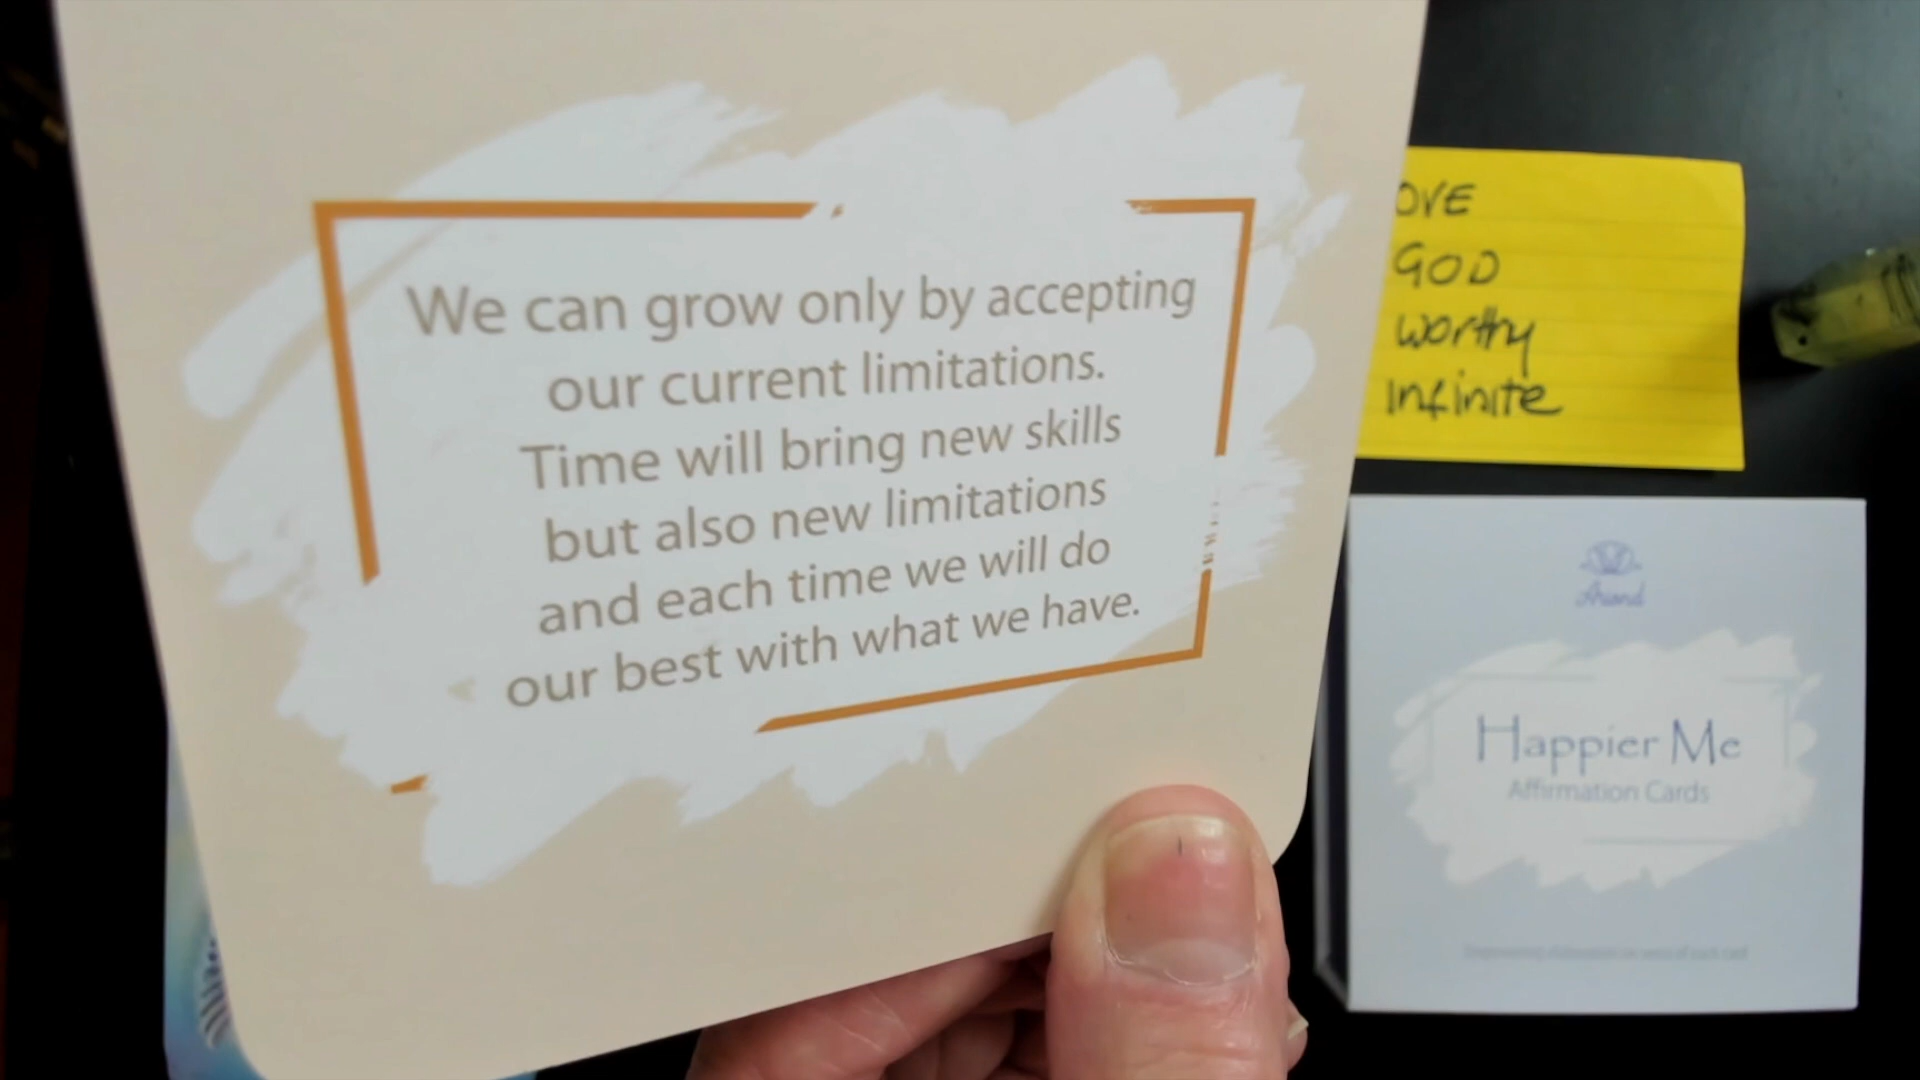 We can grow only by accepting
our current limitations.
Time will bring new skills
but also new limitations
and each time we will do
our best with what we have.
OVE
GOD
worthy
Infinite
Happier Me
Affirmation Cards